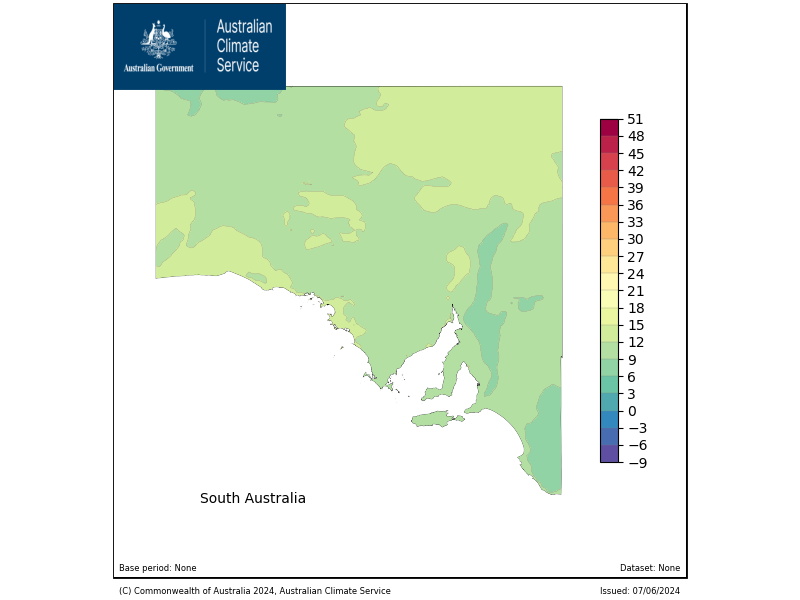 Australian
Climate
Service
Australian Government
51
48
45
42
39
36
33
30
27
24
21
18
15
12
9
6
3
0
−3
−6
−9
South Australia
Base period: None
Dataset: None
(C) Commonwealth of Australia 2024, Australian Climate Service
Issued: 07/06/2024